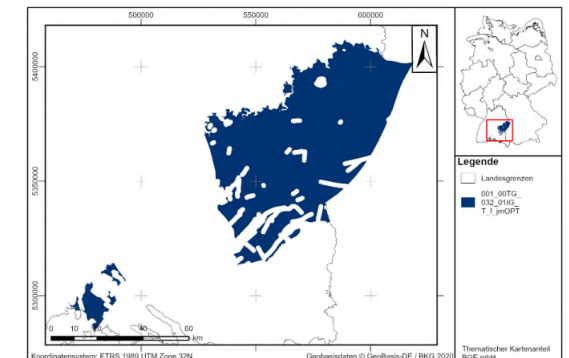 500000
550000
600000
N
5400000
5350000
5300000
0
20
40
60
km
Koordinatensystem: ETRS 1989 UTM Zone 32N
Geobasisdaten © GeoBasis-DE / BKG 2020
Legende
Landesgrenzen
001_00TG_
032_01IG_
T_f_jmOPT
Thematischer Kartenanteil
BGE mbH